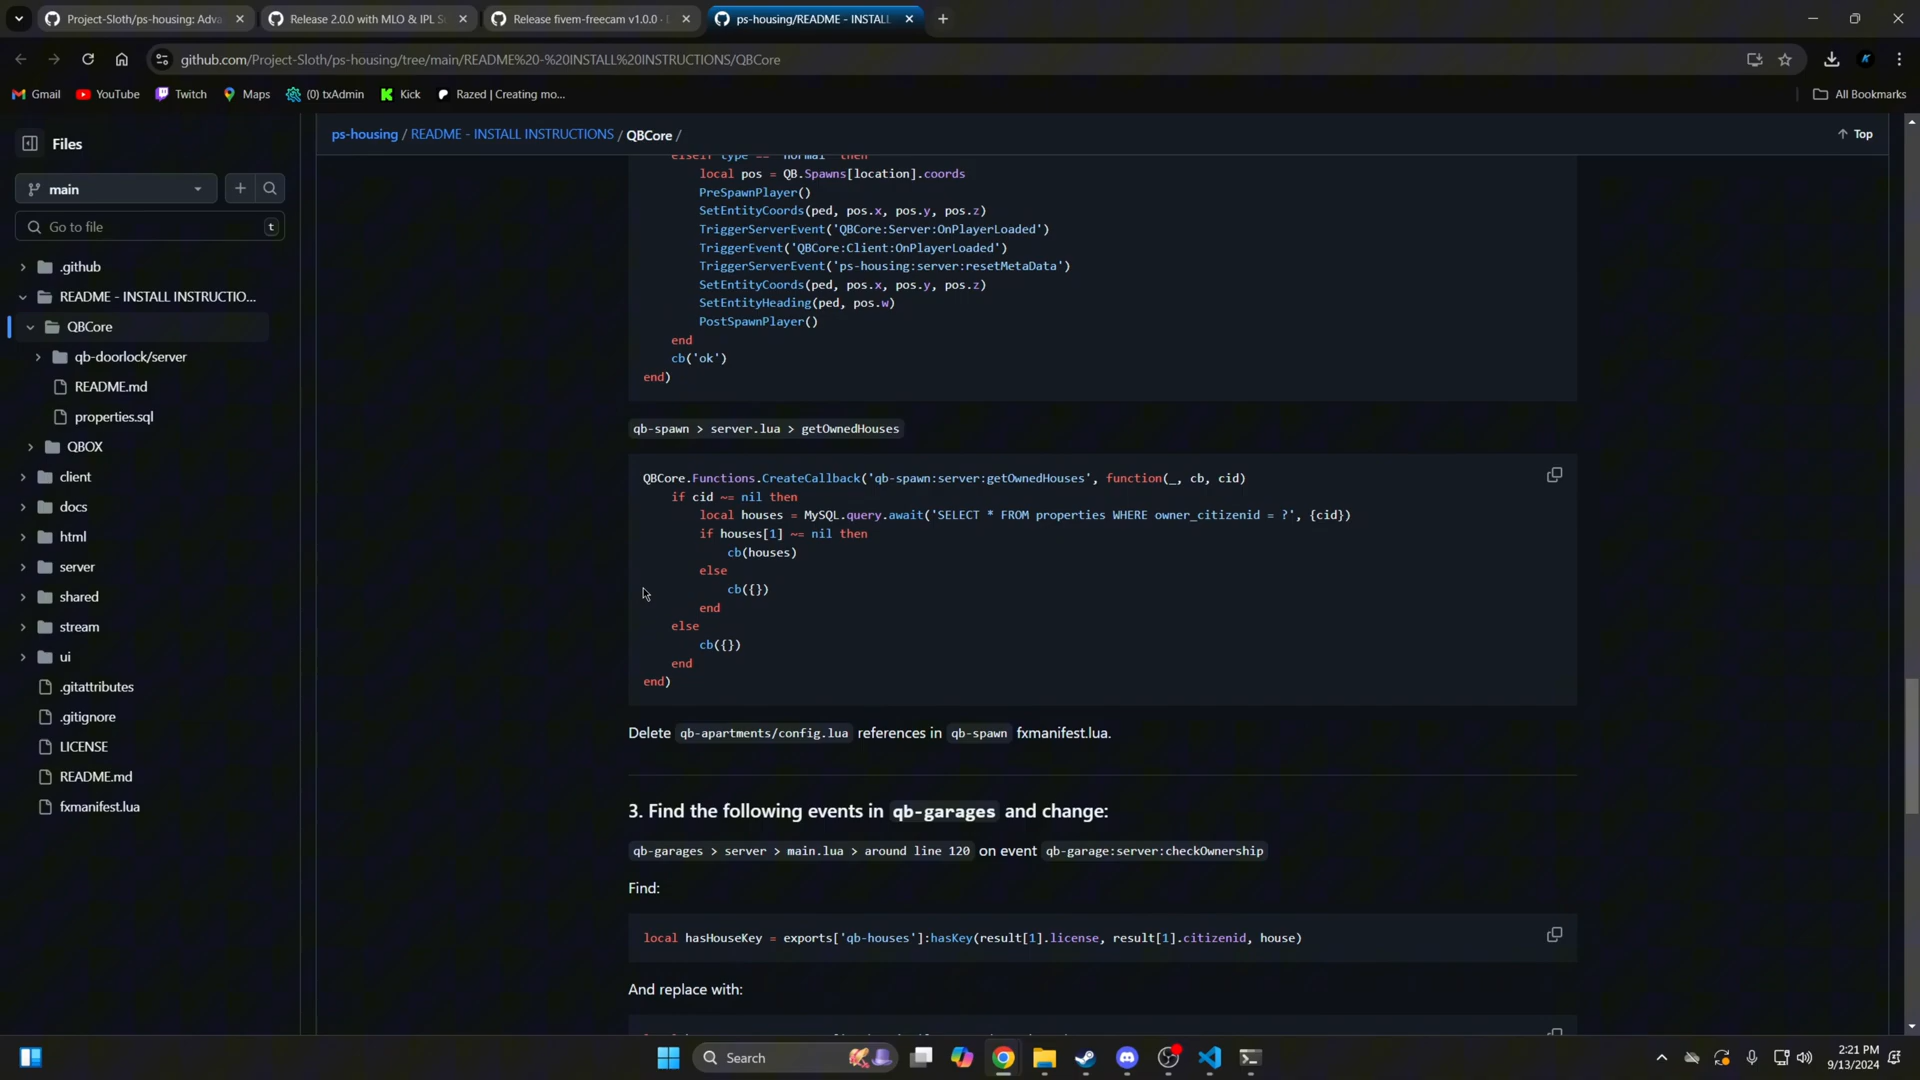 Project-Sloth/ps-housing: Adva
Release 2.0.0 with MLO & IPL S
Release fivem-freecam v1.0.0 ·
ps-housing/README - INSTALL
github.com/Project-Sloth/ps-housing/tree/main/README%20-%20INSTALL%20INSTRUCTIONS/QBCore
Gmail YouTube Twitch Maps (0) txAdmin Kick Razed | Creating mo... All Bookmarks
Files
ps-housing / README - INSTALL INSTRUCTIONS / QBCore /
Top
main
Go to file t
.github
README - INSTALL INSTRUCTIO...
QBCore
qb-doorlock/server
README.md
properties.sql
QBOX
client
docs
html
server
shared
stream
ui
.gitattributes
.gitignore
LICENSE
README.md
fxmanifest.lua
elseif type == "normal" then
local pos = QB.Spawns[location].coords
PreSpawnPlayer()
SetEntityCoords(ped, pos.x, pos.y, pos.z)
TriggerServerEvent('QBCore:Server:OnPlayerLoaded')
TriggerEvent('QBCore:Client:OnPlayerLoaded')
TriggerServerEvent('ps-housing:server:resetMetaData')
SetEntityCoords(ped, pos.x, pos.y, pos.z)
SetEntityHeading(ped, pos.w)
PostSpawnPlayer()
end
cb('ok')
end)
qb-spawn > server.lua > getOwnedHouses
QBCore.Functions.CreateCallback('qb-spawn:server:getOwnedHouses', function(_, cb, cid)
if cid ~= nil then
local houses = MySQL.query.await('SELECT * FROM properties WHERE owner_citizenid = ?', {cid})
if houses[1] ~= nil then
cb(houses)
else
cb({})
end
else
cb({})
end
end)
Delete qb-apartments/config.lua references in qb-spawn fxmanifest.lua.
3. Find the following events in qb-garages and change:
qb-garages > server > main.lua > around line 120 on event qb-garage:server:checkOwnership
Find:
local hasHouseKey = exports['qb-houses']:hasKey(result[1].license, result[1].citizenid, house)
And replace with:
Search
2:21 PM
9/13/2024